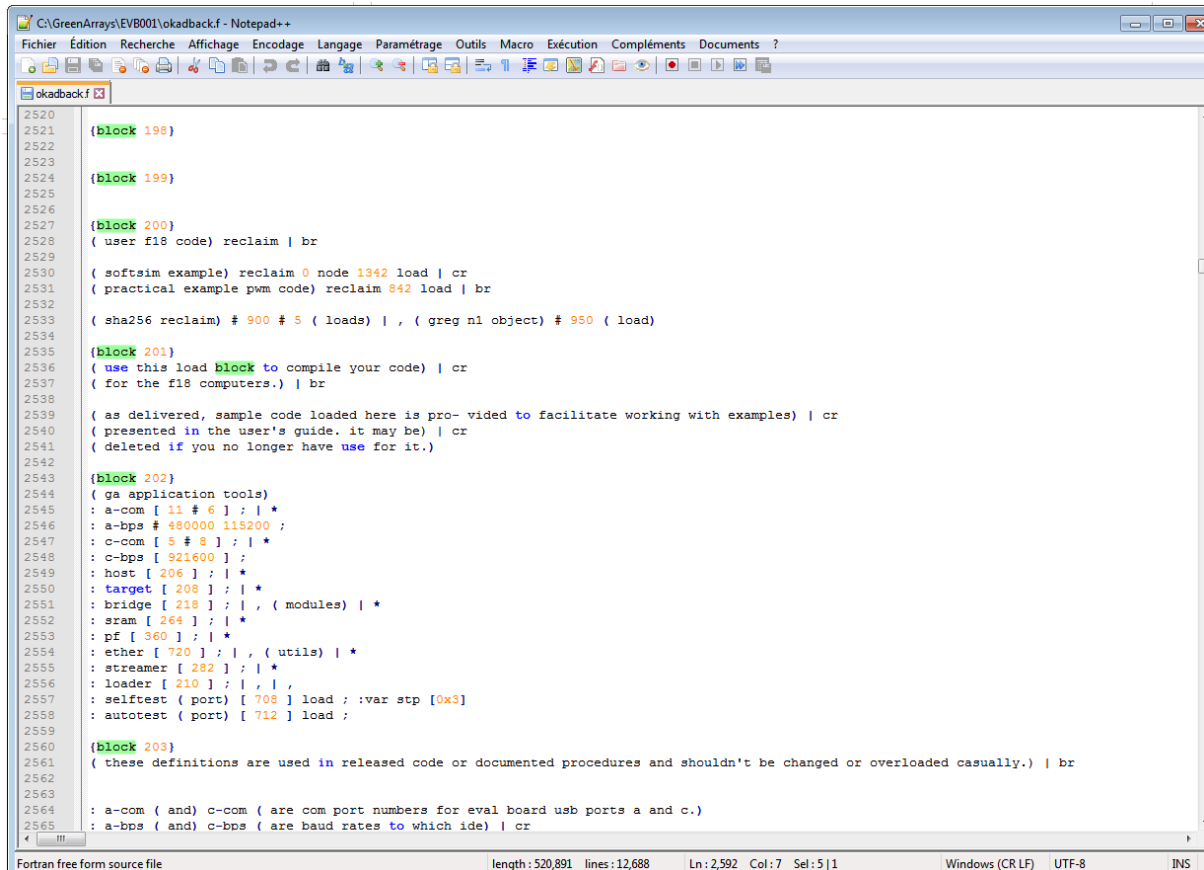 C:\GreenArrays\EVB001\okadback.f - Notepad++
Fichier Édition Recherche Affichage Encodage Langage Paramétrage Outils Macro Exécution Compléments Documents ?
okadback.f
2520
2521 {block 198}
2522
2523
2524 {block 199}
2525
2526
2527 {block 200}
2528 ( user f18 code) reclaim | br
2529
2530 ( softsim example) reclaim 0 node 1342 load | cr
2531 ( practical example pwm code) reclaim 842 load | br
2532
2533 ( sha256 reclaim) # 900 # 5 ( loads) | , ( greg n1 object) # 950 ( load)
2534
2535 {block 201}
2536 ( use this load block to compile your code) | cr
2537 ( for the f18 computers.) | br
2538
2539 ( as delivered, sample code loaded here is pro- vided to facilitate working with examples) | cr
2540 ( presented in the user's guide. it may be) | cr
2541 ( deleted if you no longer have use for it.)
2542
2543 {block 202}
2544 ( ga application tools)
2545 : a-com [ 11 # 6 ] ; | *
2546 : a-bps # 480000 115200 ;
2547 : c-com [ 5 # 8 ] ; | *
2548 : c-bps [ 921600 ] ;
2549 : host [ 206 ] ; | *
2550 : target [ 208 ] ; | *
2551 : bridge [ 218 ] ; | , ( modules) | *
2552 : sram [ 264 ] ; | *
2553 : pf [ 360 ] ; | *
2554 : ether [ 720 ] ; | , ( utils) | *
2555 : streamer [ 282 ] ; | *
2556 : loader [ 210 ] ; | , | ,
2557 : selftest ( port) [ 708 ] load ; :var stp [0x3]
2558 : autotest ( port) [ 712 ] load ;
2559
2560 {block 203}
2561 ( these definitions are used in released code or documented procedures and shouldn't be changed or overloaded casually.) | br
2562
2563
2564 : a-com ( and) c-com ( are com port numbers for eval board usb ports a and c.)
2565 : a-bps ( and) c-bps ( are baud rates to which ide) | cr
Fortran free form source file length : 520,891 lines : 12,688 Ln : 2,592 Col : 7 Sel : 5 | 1 Windows (CR LF) UTF-8 INS